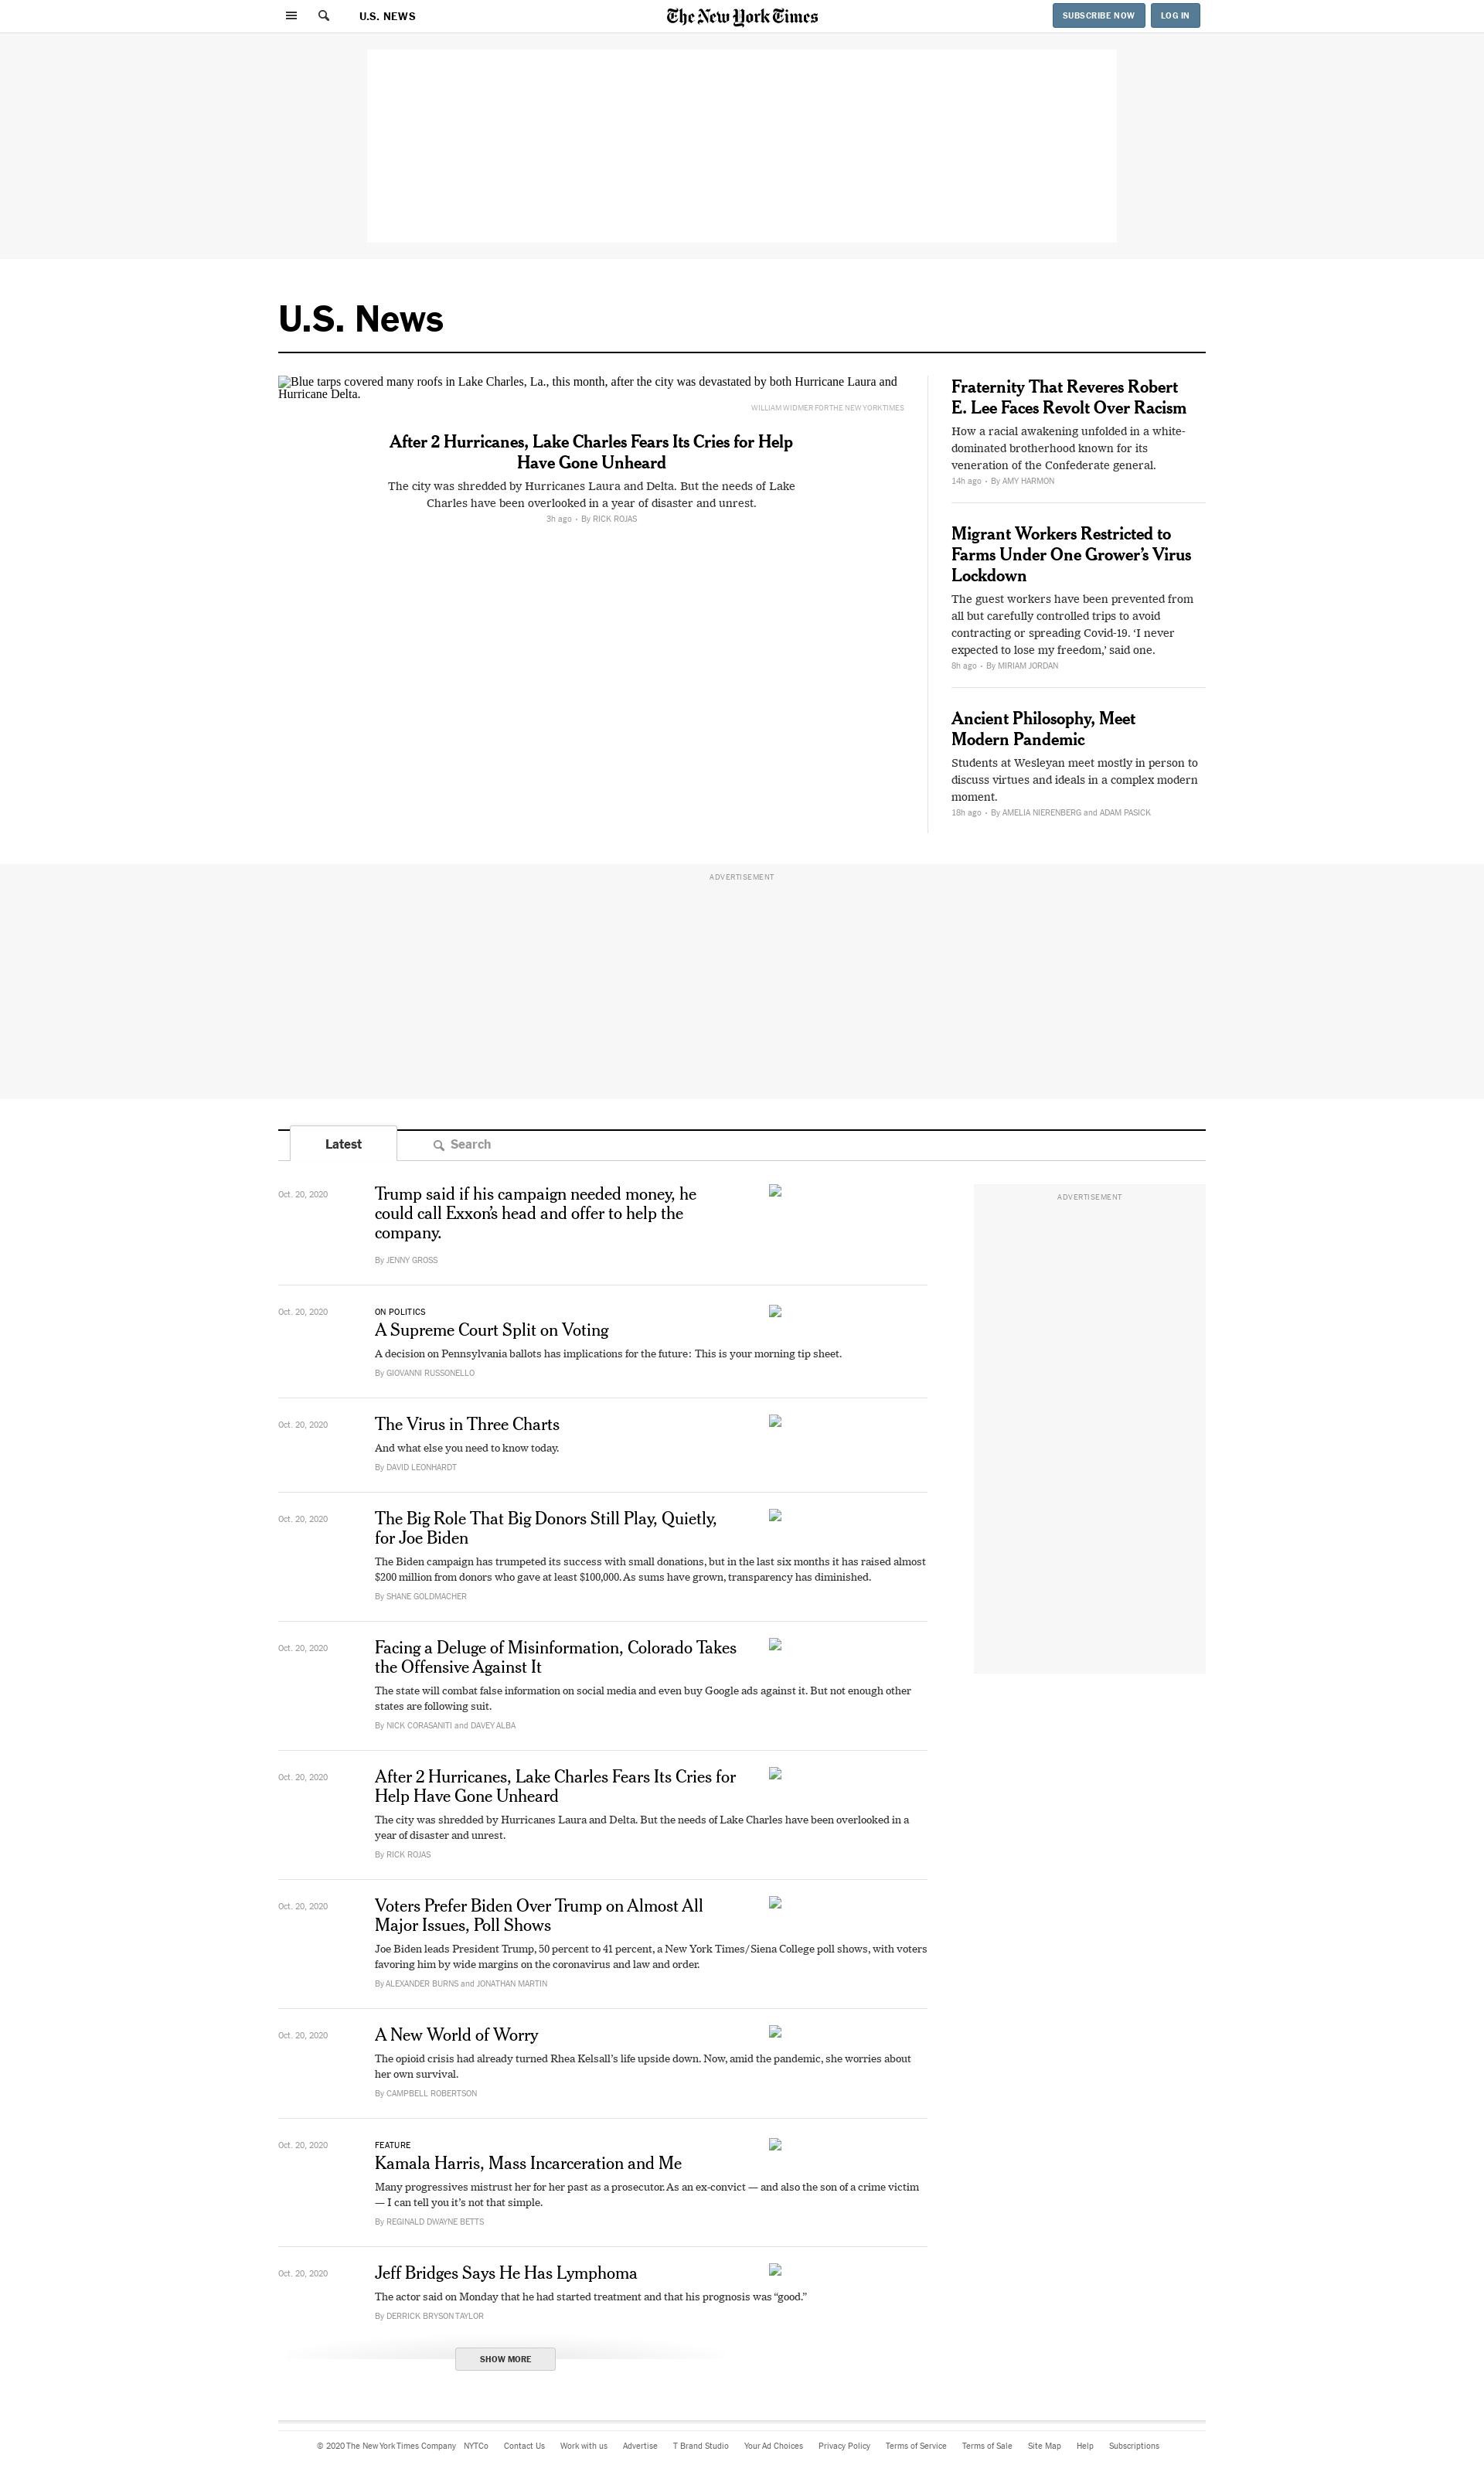 U.S. NEWS
The New York Times
SUBSCRIBE NOW
LOG IN
U.S. News
Blue tarps covered many roofs in Lake Charles, La., this month, after the city was devastated by both Hurricane Laura and
Hurricane Delta.
WILLIAM WIDMER FOR THE NEW YORK TIMES
After 2 Hurricanes, Lake Charles Fears Its Cries for Help
Have Gone Unheard
The city was shredded by Hurricanes Laura and Delta. But the needs of Lake
Charles have been overlooked in a year of disaster and unrest.
3h ago • By RICK ROJAS
Fraternity That Reveres Robert
E. Lee Faces Revolt Over Racism
How a racial awakening unfolded in a white-
dominated brotherhood known for its
veneration of the Confederate general.
14h ago • By AMY HARMON
Migrant Workers Restricted to
Farms Under One Grower’s Virus
Lockdown
The guest workers have been prevented from
all but carefully controlled trips to avoid
contracting or spreading Covid-19. ‘I never
expected to lose my freedom,’ said one.
8h ago • By MIRIAM JORDAN
Ancient Philosophy, Meet
Modern Pandemic
Students at Wesleyan meet mostly in person to
discuss virtues and ideals in a complex modern
moment.
18h ago • By AMELIA NIERENBERG and ADAM PASICK
ADVERTISEMENT
Latest
Search
Oct. 20, 2020
Trump said if his campaign needed money, he
could call Exxon’s head and offer to help the
company.
By JENNY GROSS
ADVERTISEMENT
Oct. 20, 2020
ON POLITICS
A Supreme Court Split on Voting
A decision on Pennsylvania ballots has implications for the future: This is your morning tip sheet.
By GIOVANNI RUSSONELLO
Oct. 20, 2020
The Virus in Three Charts
And what else you need to know today.
By DAVID LEONHARDT
Oct. 20, 2020
The Big Role That Big Donors Still Play, Quietly,
for Joe Biden
The Biden campaign has trumpeted its success with small donations, but in the last six months it has raised almost
$200 million from donors who gave at least $100,000. As sums have grown, transparency has diminished.
By SHANE GOLDMACHER
Oct. 20, 2020
Facing a Deluge of Misinformation, Colorado Takes
the Offensive Against It
The state will combat false information on social media and even buy Google ads against it. But not enough other
states are following suit.
By NICK CORASANITI and DAVEY ALBA
Oct. 20, 2020
After 2 Hurricanes, Lake Charles Fears Its Cries for
Help Have Gone Unheard
The city was shredded by Hurricanes Laura and Delta. But the needs of Lake Charles have been overlooked in a
year of disaster and unrest.
By RICK ROJAS
Oct. 20, 2020
Voters Prefer Biden Over Trump on Almost All
Major Issues, Poll Shows
Joe Biden leads President Trump, 50 percent to 41 percent, a New York Times/Siena College poll shows, with voters
favoring him by wide margins on the coronavirus and law and order.
By ALEXANDER BURNS and JONATHAN MARTIN
Oct. 20, 2020
A New World of Worry
The opioid crisis had already turned Rhea Kelsall’s life upside down. Now, amid the pandemic, she worries about
her own survival.
By CAMPBELL ROBERTSON
Oct. 20, 2020
FEATURE
Kamala Harris, Mass Incarceration and Me
Many progressives mistrust her for her past as a prosecutor. As an ex-convict — and also the son of a crime victim
— I can tell you it’s not that simple.
By REGINALD DWAYNE BETTS
Oct. 20, 2020
Jeff Bridges Says He Has Lymphoma
The actor said on Monday that he had started treatment and that his prognosis was “good.”
By DERRICK BRYSON TAYLOR
SHOW MORE
© 2020 The New York Times Company NYTCo Contact Us Work with us Advertise T Brand Studio Your Ad Choices Privacy Policy Terms of Service Terms of Sale Site Map Help Subscriptions